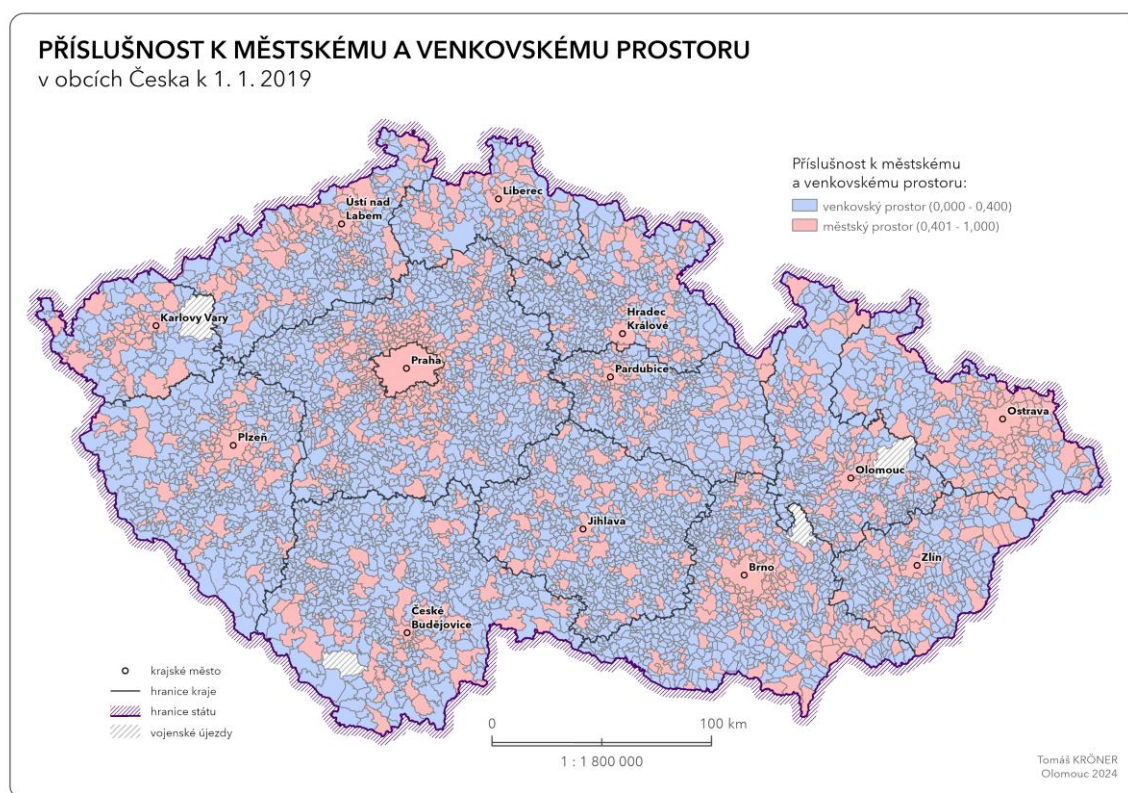 PŘÍSLUŠNOST K MĚSTSKÉMU A VENKOVSKÉMU PROSTORU
v obcích Česka k 1. 1. 2019
Příslušnost k městskému
a venkovskému prostoru:
venkovský prostor (0,000 - 0,400)
městský prostor (0,401 - 1,000)
Liberec
Ústí nad
Labem
Karlovy Vary
Hradec
Králové
Praha
Pardubice
Ostrava
Plzeň
Olomouc
Jihlava
Zlín
Brno
České
Budějovice
krajské město
hranice kraje
hranice státu
vojenské újezdy
0 100 km
1 : 1 800 000
Tomáš KRÖNER
Olomouc 2024